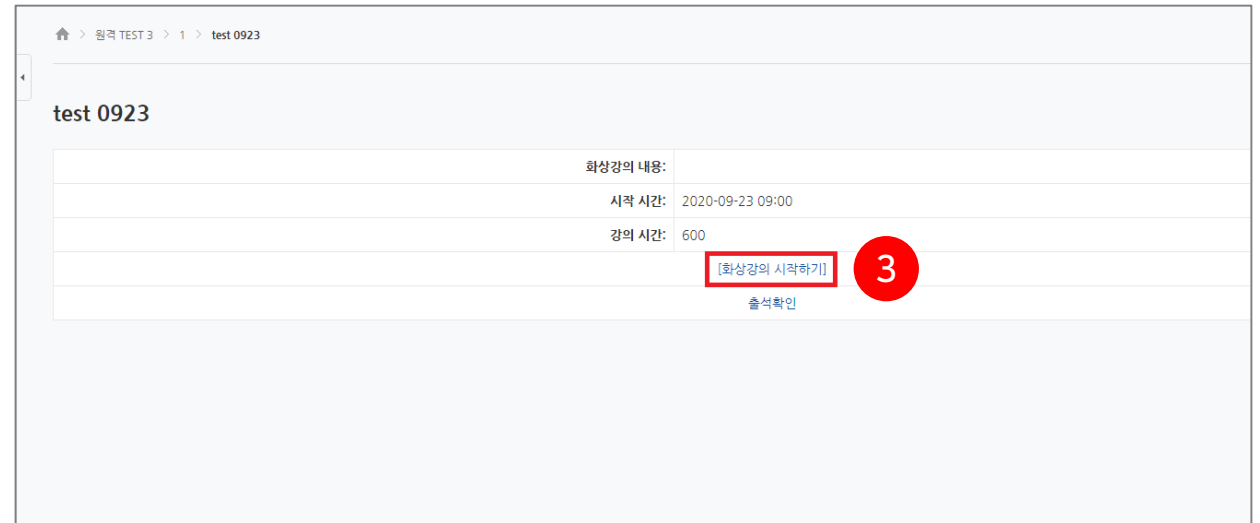 원격 TEST 3 > 1 > test 0923
test 0923
화상강의 내용:
시작 시간: 2020-09-23 09:00
강의 시간: 600
[화상강의 시작하기] 3
출석확인